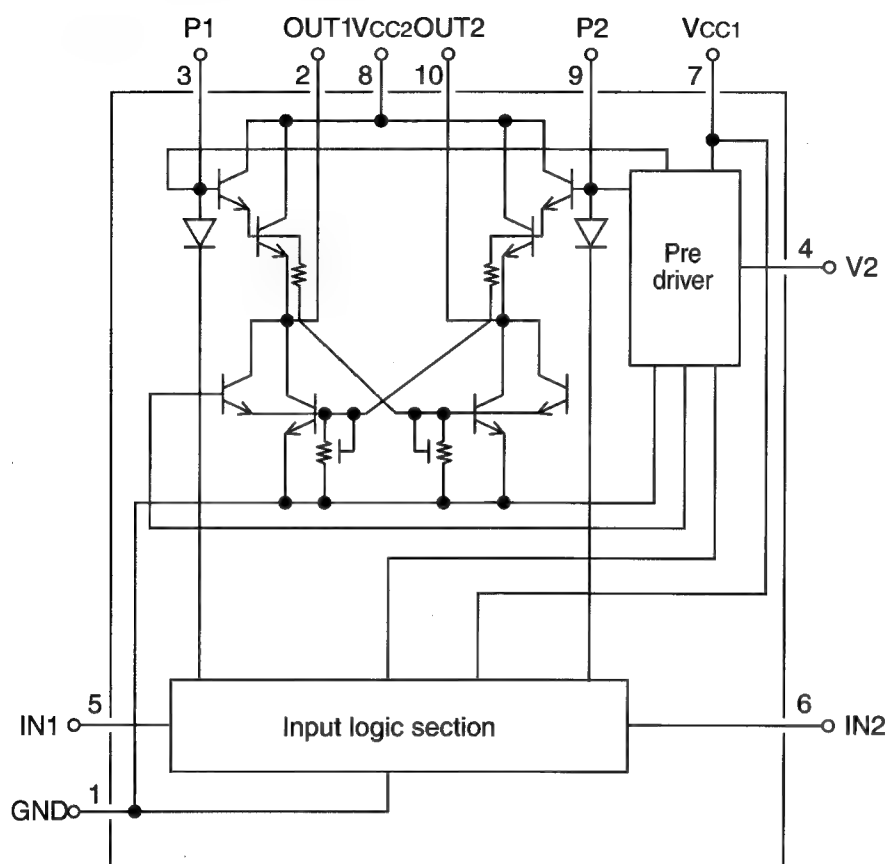 P1 OUT1 VCC2 OUT2 P2 VCC1
3 2 8 10 9 7
4
Pre
driver
V2
5 6
IN1 Input logic section IN2
1
GND